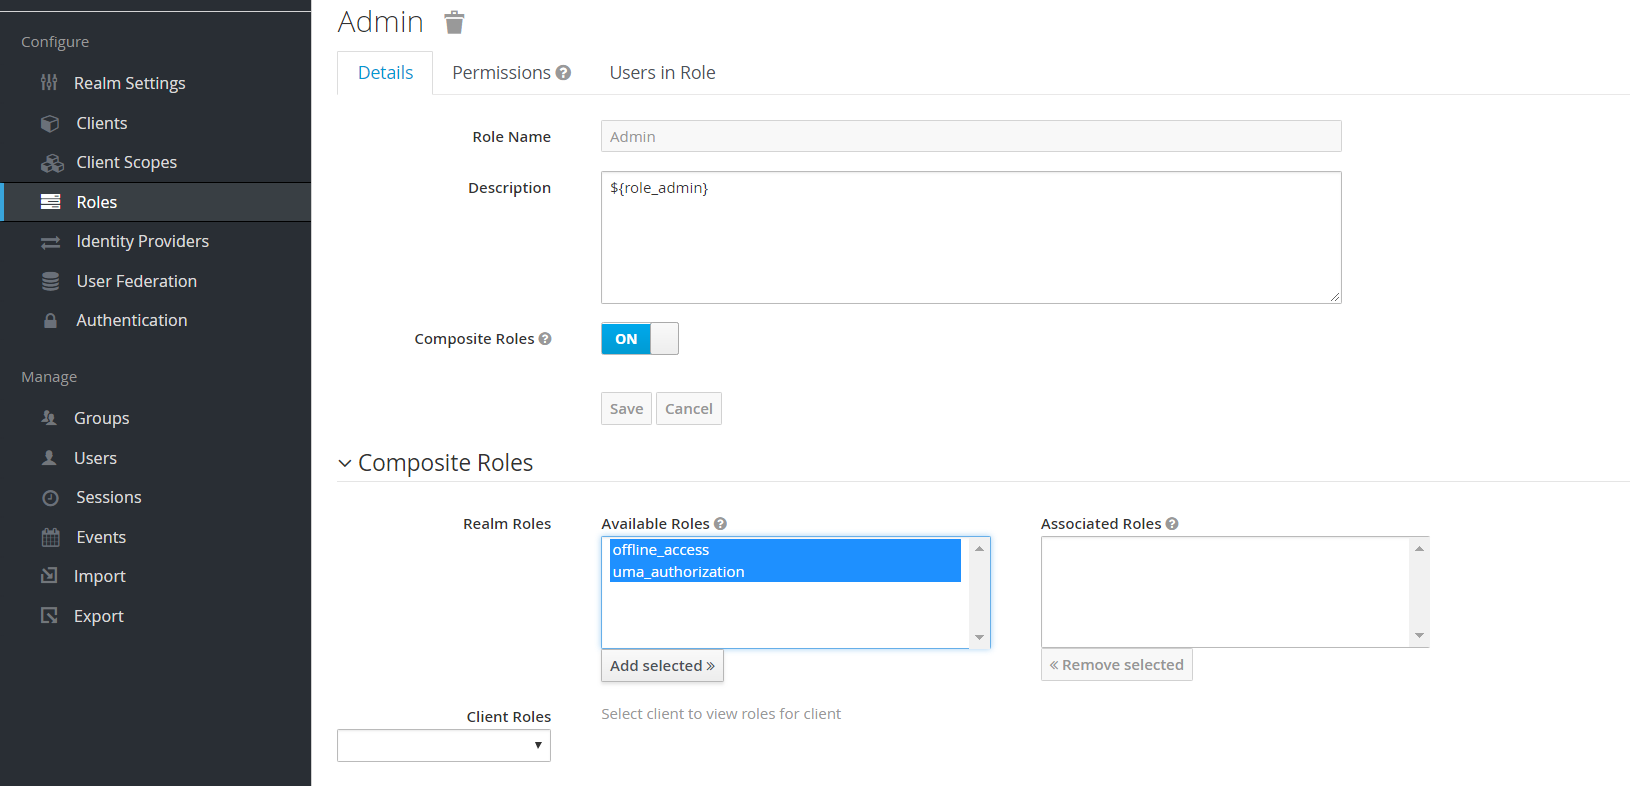 Configure
Realm Settings
Clients
Client Scopes
Roles
Identity Providers
User Federation
Authentication
Manage
Groups
Users
Sessions
Events
Import
Export
Admin
Details Permissions Users in Role
Role Name Admin
Description ${role_admin}
Composite Roles ON
Save Cancel
Composite Roles
Realm Roles Available Roles Associated Roles
offline_access
uma_authorization
Add selected » « Remove selected
Client Roles Select client to view roles for client